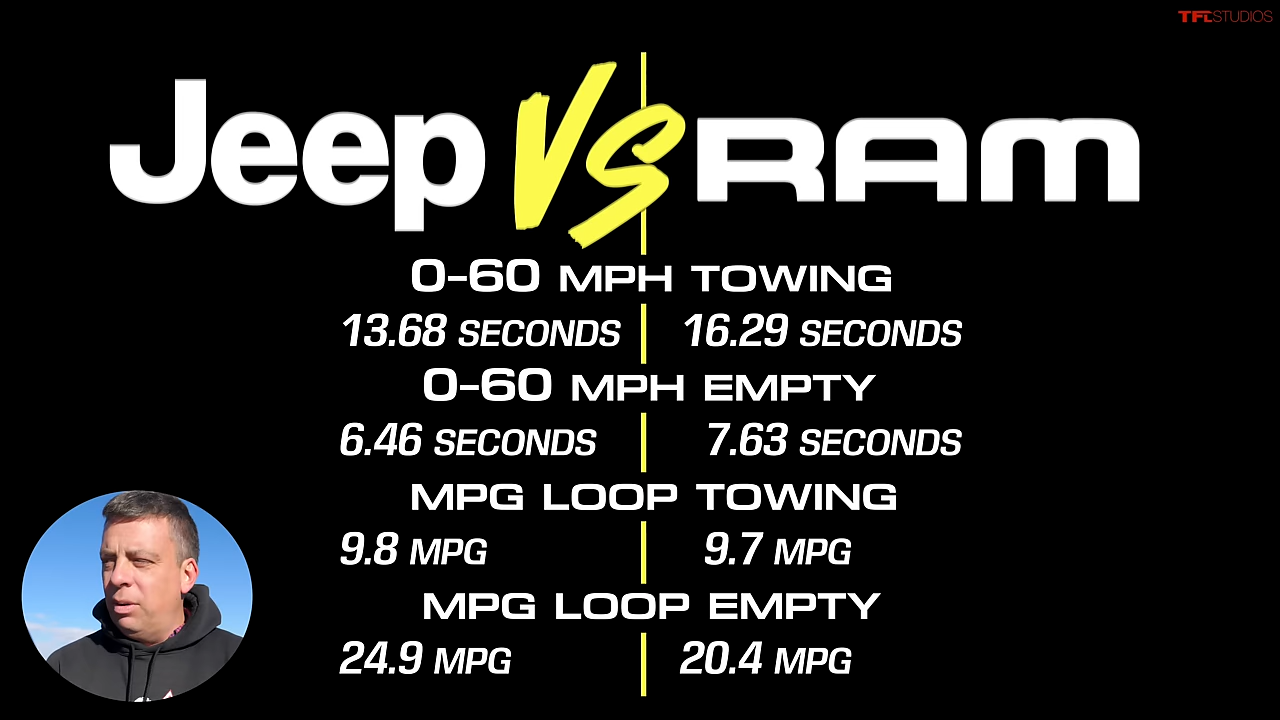 TFLSTUDIOS
Jeep VS RAM
0-60 MPH TOWING
13.68 SECONDS 16.29 SECONDS
0-60 MPH EMPTY
6.46 SECONDS 7.63 SECONDS
MPG LOOP TOWING
9.8 MPG 9.7 MPG
MPG LOOP EMPTY
24.9 MPG 20.4 MPG